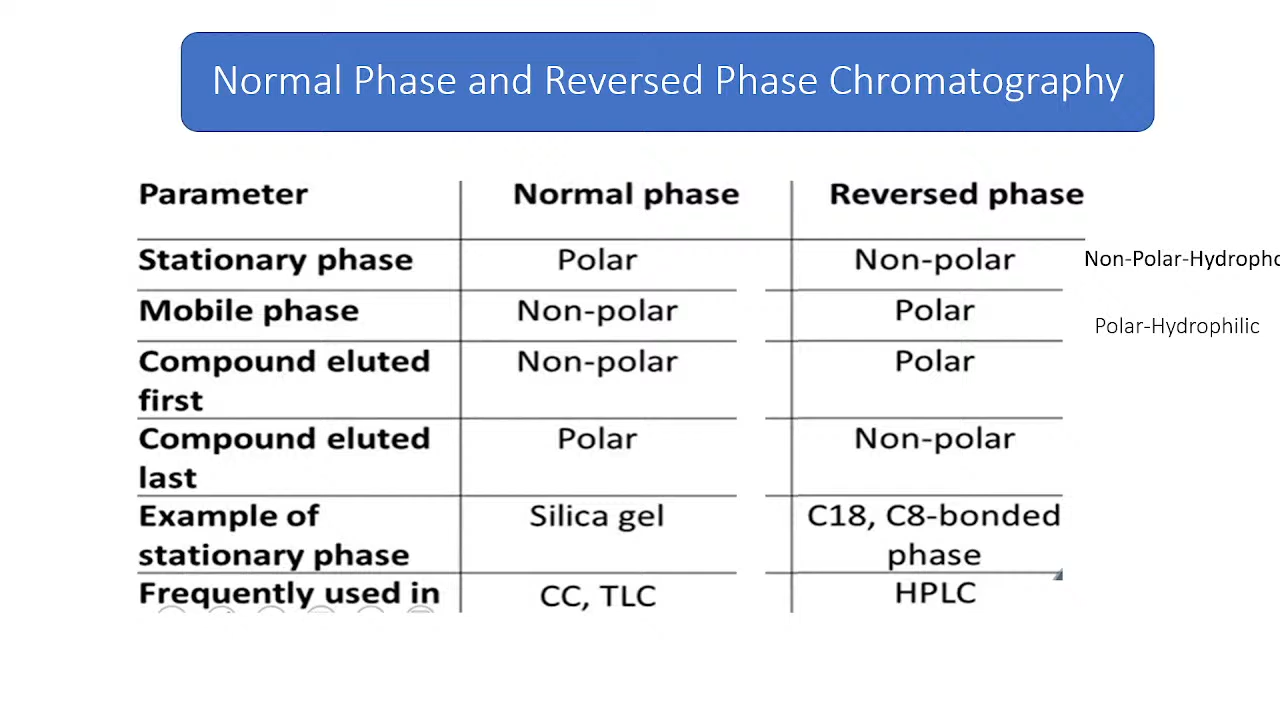 Normal Phase and Reversed Phase Chromatography
Parameter Normal phase Reversed phase
Stationary phase Polar Non-polar Non-Polar-Hydropho
Mobile phase Non-polar Polar
Polar-Hydrophilic
Compound eluted first Non-polar Polar
Compound eluted last Polar Non-polar
Example of stationary phase Silica gel C18, C8-bonded phase
Frequently used in CC, TLC HPLC